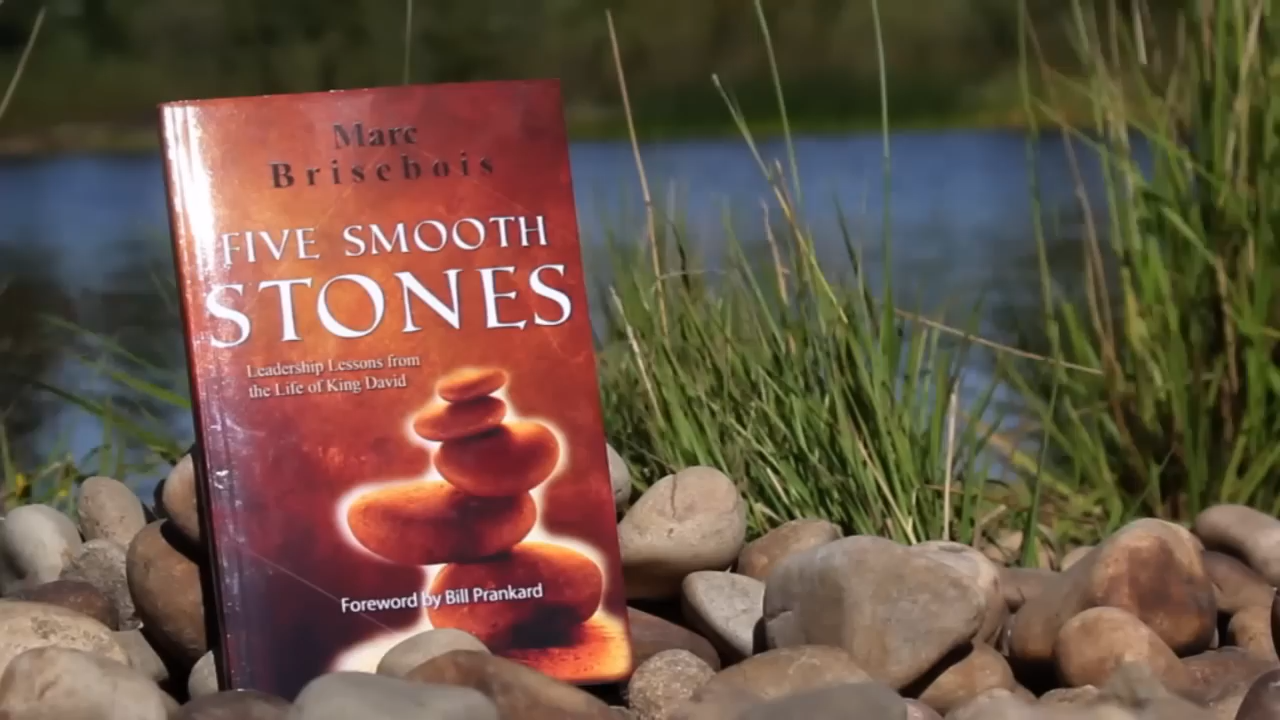 Marc
Brisebois
FIVE SMOOTH
STONES
Leadership Lessons from
the Life of King David
Foreword by Bill Prankard